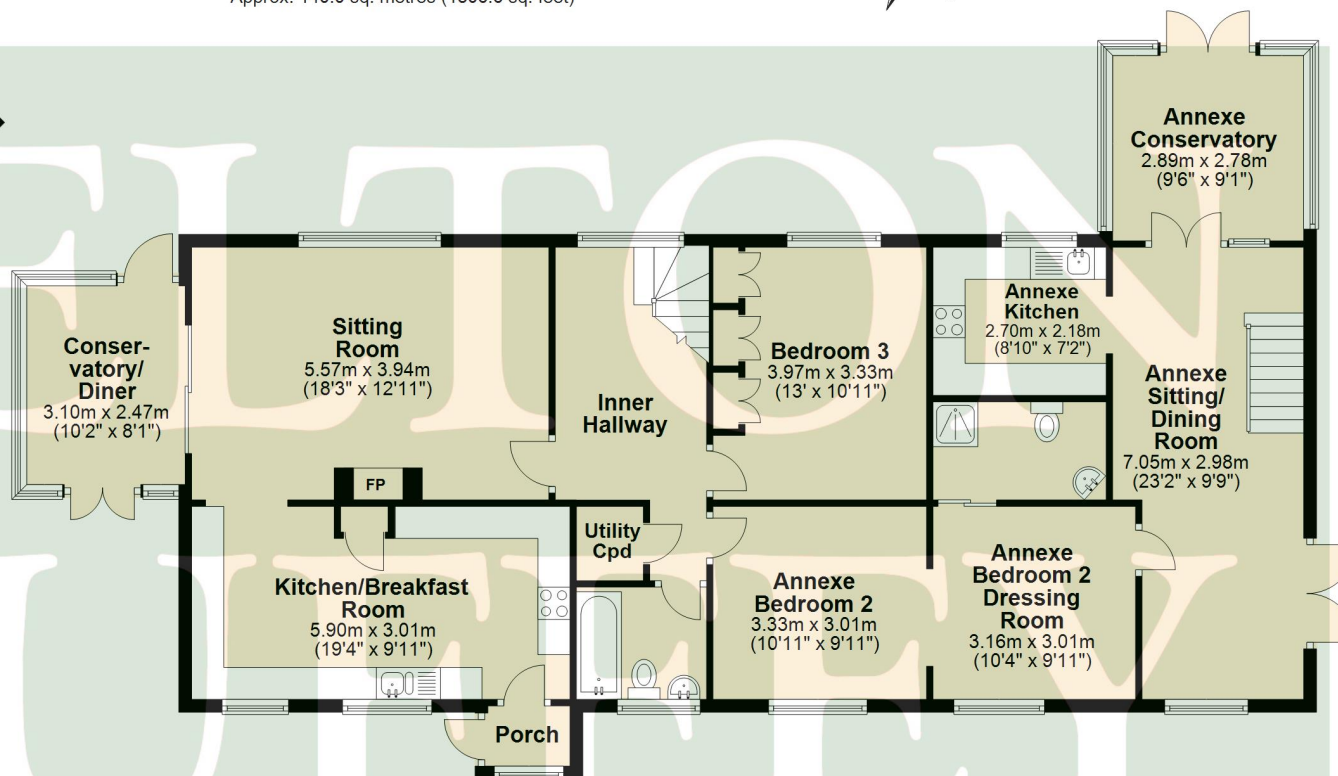 Annexe
Conservatory
2.89m x 2.78m
(9'6" x 9'1")
Conser-
vatory/
Diner
3.10m x 2.47m
(10'2" x 8'1")
Sitting
Room
5.57m x 3.94m
(18'3" x 12'11")
FP
Inner
Hallway
Bedroom 3
3.97m x 3.33m
(13' x 10'11")
Annexe
Kitchen
2.70m x 2.18m
(8'10" x 7'2")
Annexe
Sitting/
Dining
Room
7.05m x 2.98m
(23'2" x 9'9")
Kitchen/Breakfast
Room
5.90m x 3.01m
(19'4" x 9'11")
Utility
Cpd
Annexe
Bedroom 2
3.33m x 3.01m
(10'11" x 9'11")
Annexe
Bedroom 2
Dressing
Room
3.16m x 3.01m
(10'4" x 9'11")
Porch